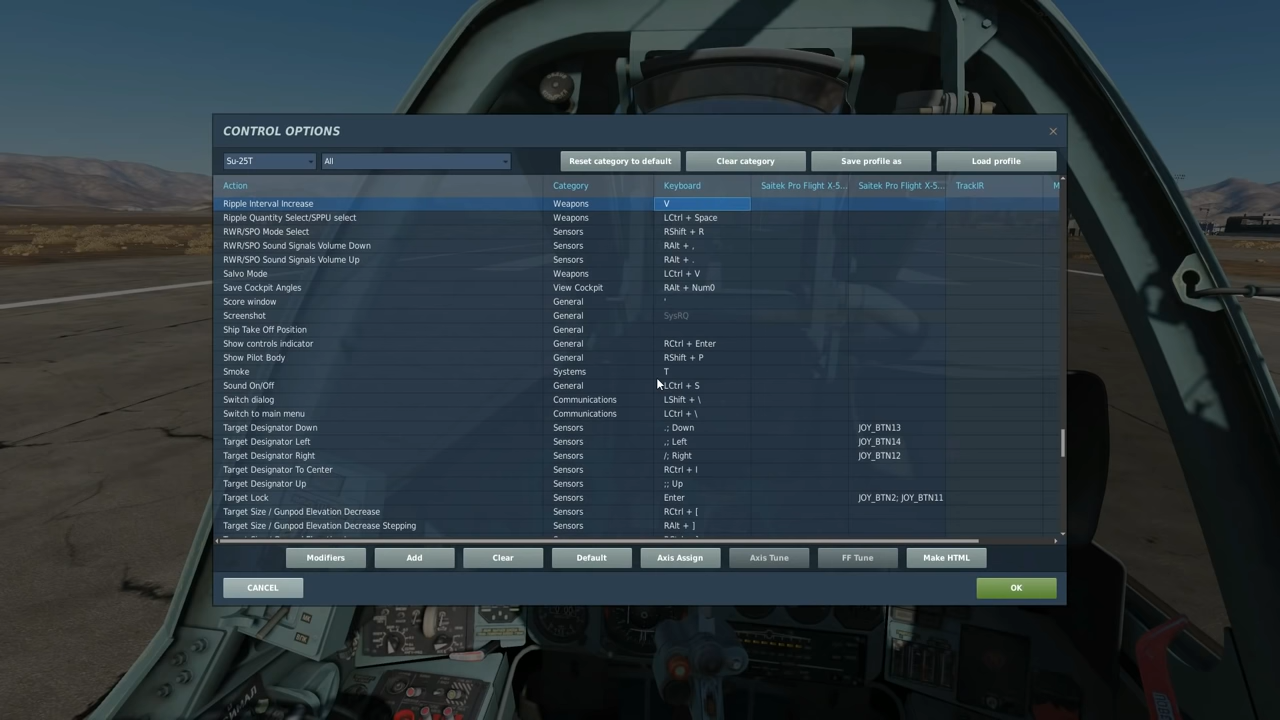 CONTROL OPTIONS ×
Su-25T All Reset category to default Clear category Save profile as Load profile
Action Category Keyboard Saitek Pro Flight X-5... Saitek Pro Flight X-5... TrackIR M
Ripple Interval Increase Weapons V
Ripple Quantity Select/SPPU select Weapons LCtrl + Space
RWR/SPO Mode Select Sensors RShift + R
RWR/SPO Sound Signals Volume Down Sensors RAlt + ,
RWR/SPO Sound Signals Volume Up Sensors RAlt + .
Salvo Mode Weapons LCtrl + V
Save Cockpit Angles View Cockpit RAlt + Num0
Score window General '
Screenshot General SysRQ
Ship Take Off Position General
Show controls indicator General RCtrl + Enter
Show Pilot Body General RShift + P
Smoke Systems T
Sound On/Off General LCtrl + S
Switch dialog Communications LShift + \
Switch to main menu Communications LCtrl + \
Target Designator Down Sensors .; Down JOY_BTN13
Target Designator Left Sensors ,; Left JOY_BTN14
Target Designator Right Sensors /; Right JOY_BTN12
Target Designator To Center Sensors RCtrl + I
Target Designator Up Sensors ;; Up
Target Lock Sensors Enter JOY_BTN2; JOY_BTN11
Target Size / Gunpod Elevation Decrease Sensors RCtrl + [
Target Size / Gunpod Elevation Decrease Stepping Sensors RAlt + ]
Modifiers Add Clear Default Axis Assign Axis Tune FF Tune Make HTML
CANCEL OK